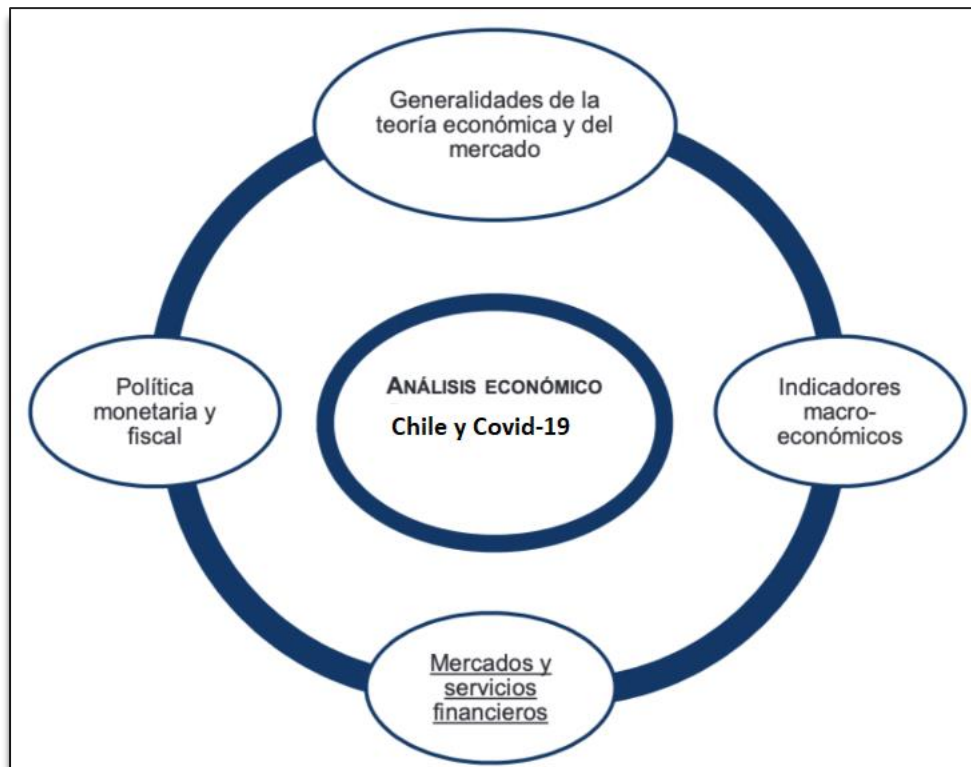 Generalidades de la
teoría económica y del
mercado
Política
monetaria y
fiscal
ANÁLISIS ECONÓMICO
Chile y Covid-19
Indicadores
macro-
económicos
Mercados y
servicios
financieros